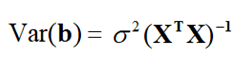 Var(b) = σ² (XᵀX)⁻¹